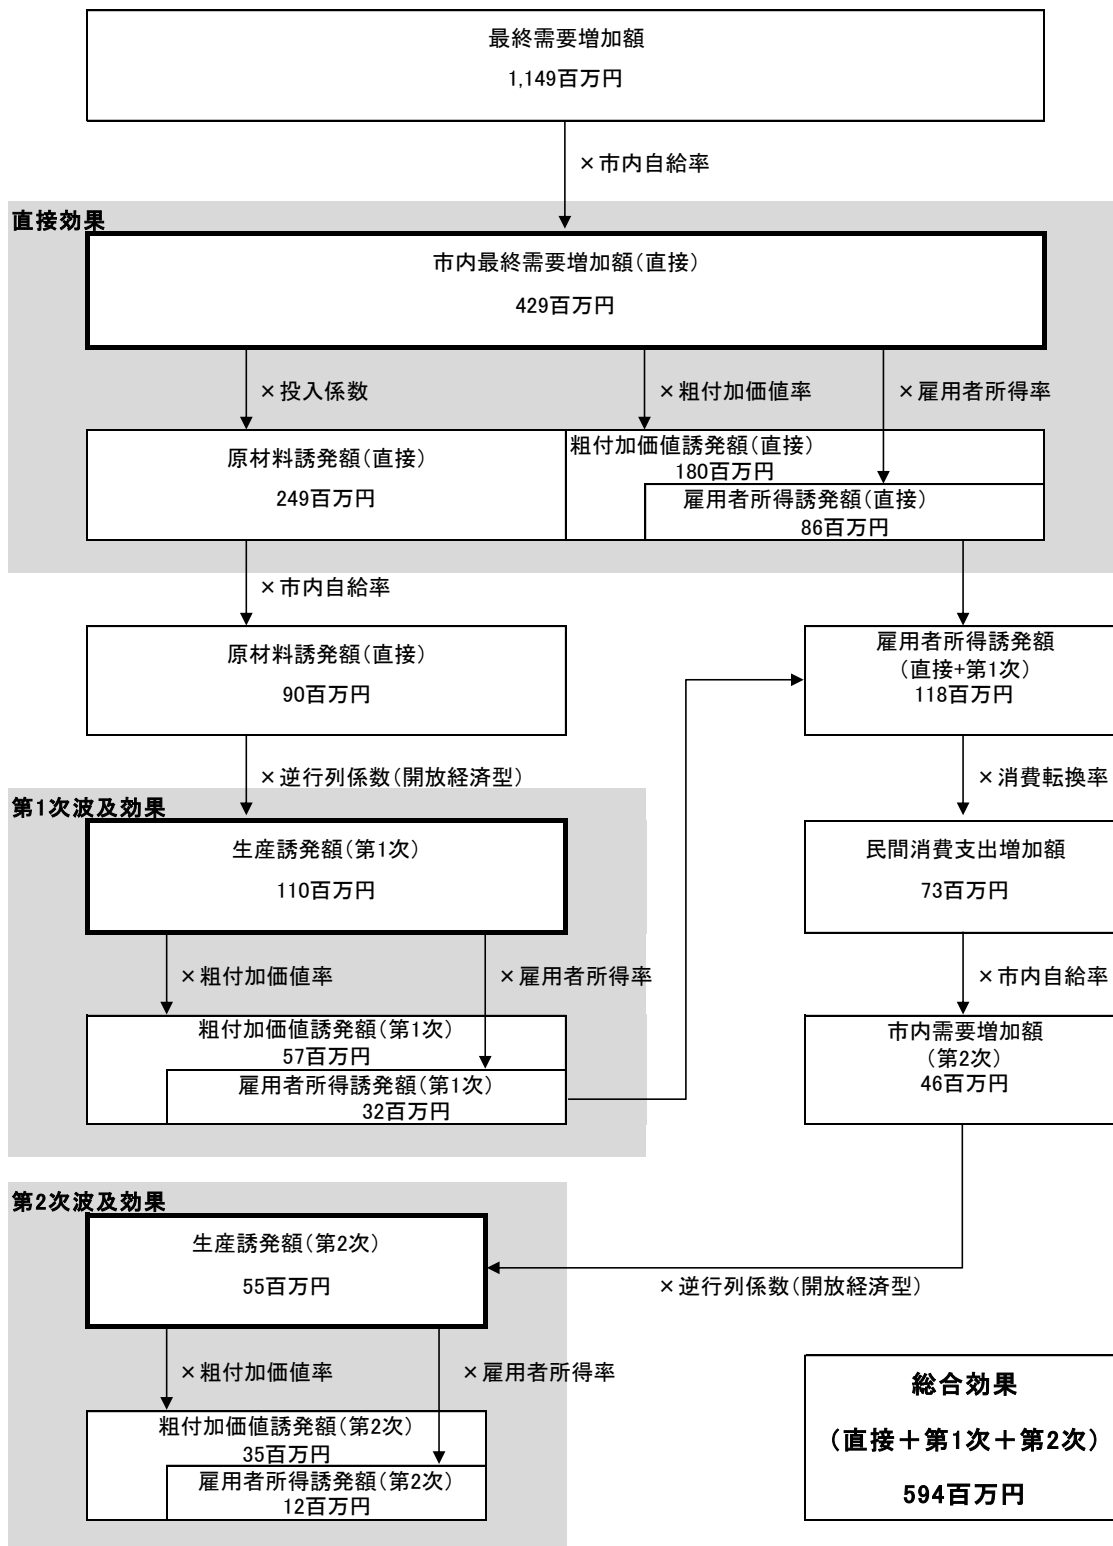 最終需要増加額
1,149百万円
×市内自給率
直接効果
市内最終需要増加額(直接)
429百万円
×投入係数
×粗付加価値率
×雇用者所得率
原材料誘発額(直接)
249百万円
粗付加価値誘発額(直接)
180百万円
雇用者所得誘発額(直接)
86百万円
×市内自給率
原材料誘発額(直接)
90百万円
雇用者所得誘発額
(直接+第1次)
118百万円
×逆行列係数(開放経済型)
×消費転換率
第1次波及効果
生産誘発額(第1次)
110百万円
民間消費支出増加額
73百万円
×粗付加価値率
×雇用者所得率
×市内自給率
粗付加価値誘発額(第1次)
57百万円
雇用者所得誘発額(第1次)
32百万円
市内需要増加額
(第2次)
46百万円
第2次波及効果
生産誘発額(第2次)
55百万円
×逆行列係数(開放経済型)
×粗付加価値率
×雇用者所得率
粗付加価値誘発額(第2次)
35百万円
雇用者所得誘発額(第2次)
12百万円
総合効果
(直接+第1次+第2次)
594百万円